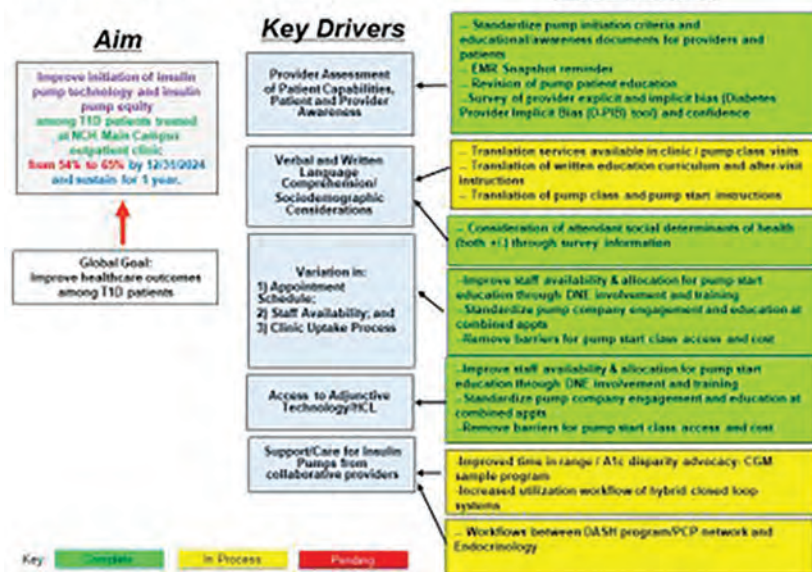 Aim
Improve initiation of insulin
pump technology and insulin
pump equity
among T1D patients treated
at NCH Main Campus
outpatient clinic
from 54% to 65% by 12/31/2024
and sustain for 1 year.
Global Goal:
Improve healthcare outcomes
among T1D patients
Key Drivers
Provider Assessment
of Patient Capabilities,
Patient and Provider
Awareness
Verbal and Written
Language
Comprehension/
Sociodemographic
Considerations
Variation in:
1) Appointment
Schedule;
2) Staff Availability; and
3) Clinic Uptake Process
Access to Adjunctive
Technology/HCL
Support/Care for Insulin
Pumps from
collaborative providers
– Standardize pump initiation criteria and
educational/awareness documents for providers and
patients
– EMR Snapshot reminder
– Revision of pump patient education
– Survey of provider explicit and implicit bias (Diabetes
Provider Implicit Bias (D-PIB) tool) and confidence
– Translation services available in clinic / pump class visits
– Translation of written education curriculum and after-visit
instructions
– Translation of pump class and pump start instructions
– Consideration of attendant social determinants of health
(both +/-) through survey information
-Improve staff availability & allocation for pump start
education through DNE involvement and training
-Standardize pump company engagement and education at
combined appts
-Remove barriers for pump start class access and cost
-Improve staff availability & allocation for pump start
education through DNE involvement and training
-Standardize pump company engagement and education at
combined appts
-Remove barriers for pump start class access and cost
-Improved time in range / A1c disparity advocacy: CGM
sample program
-Increased utilization workflow of hybrid closed loop
systems
– Workflows between DASH program/PCP network and
Endocrinology
Key: Complete In Process Pending